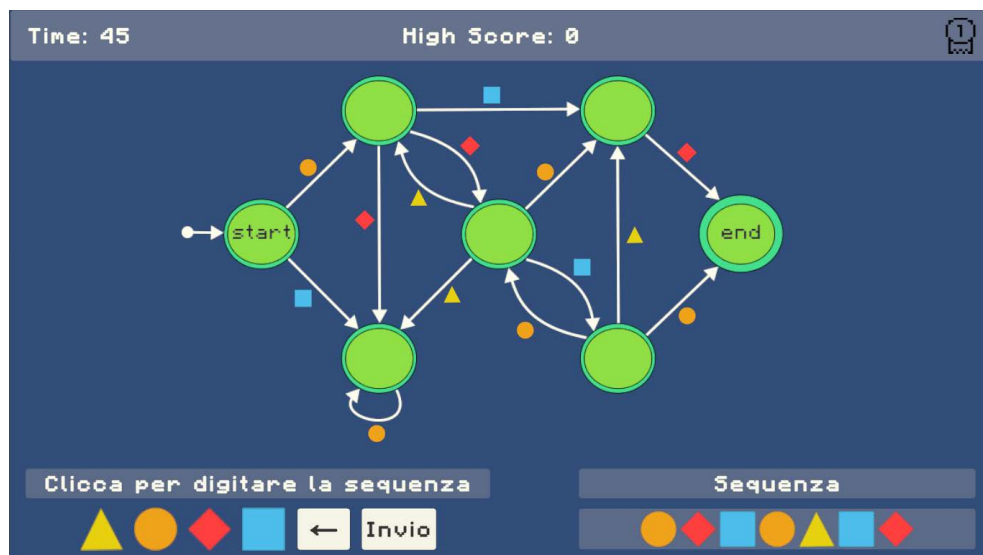 Time: 45
High Score: 0
1
start
end
Clicca per digitare la sequenza
Sequenza
← Invio